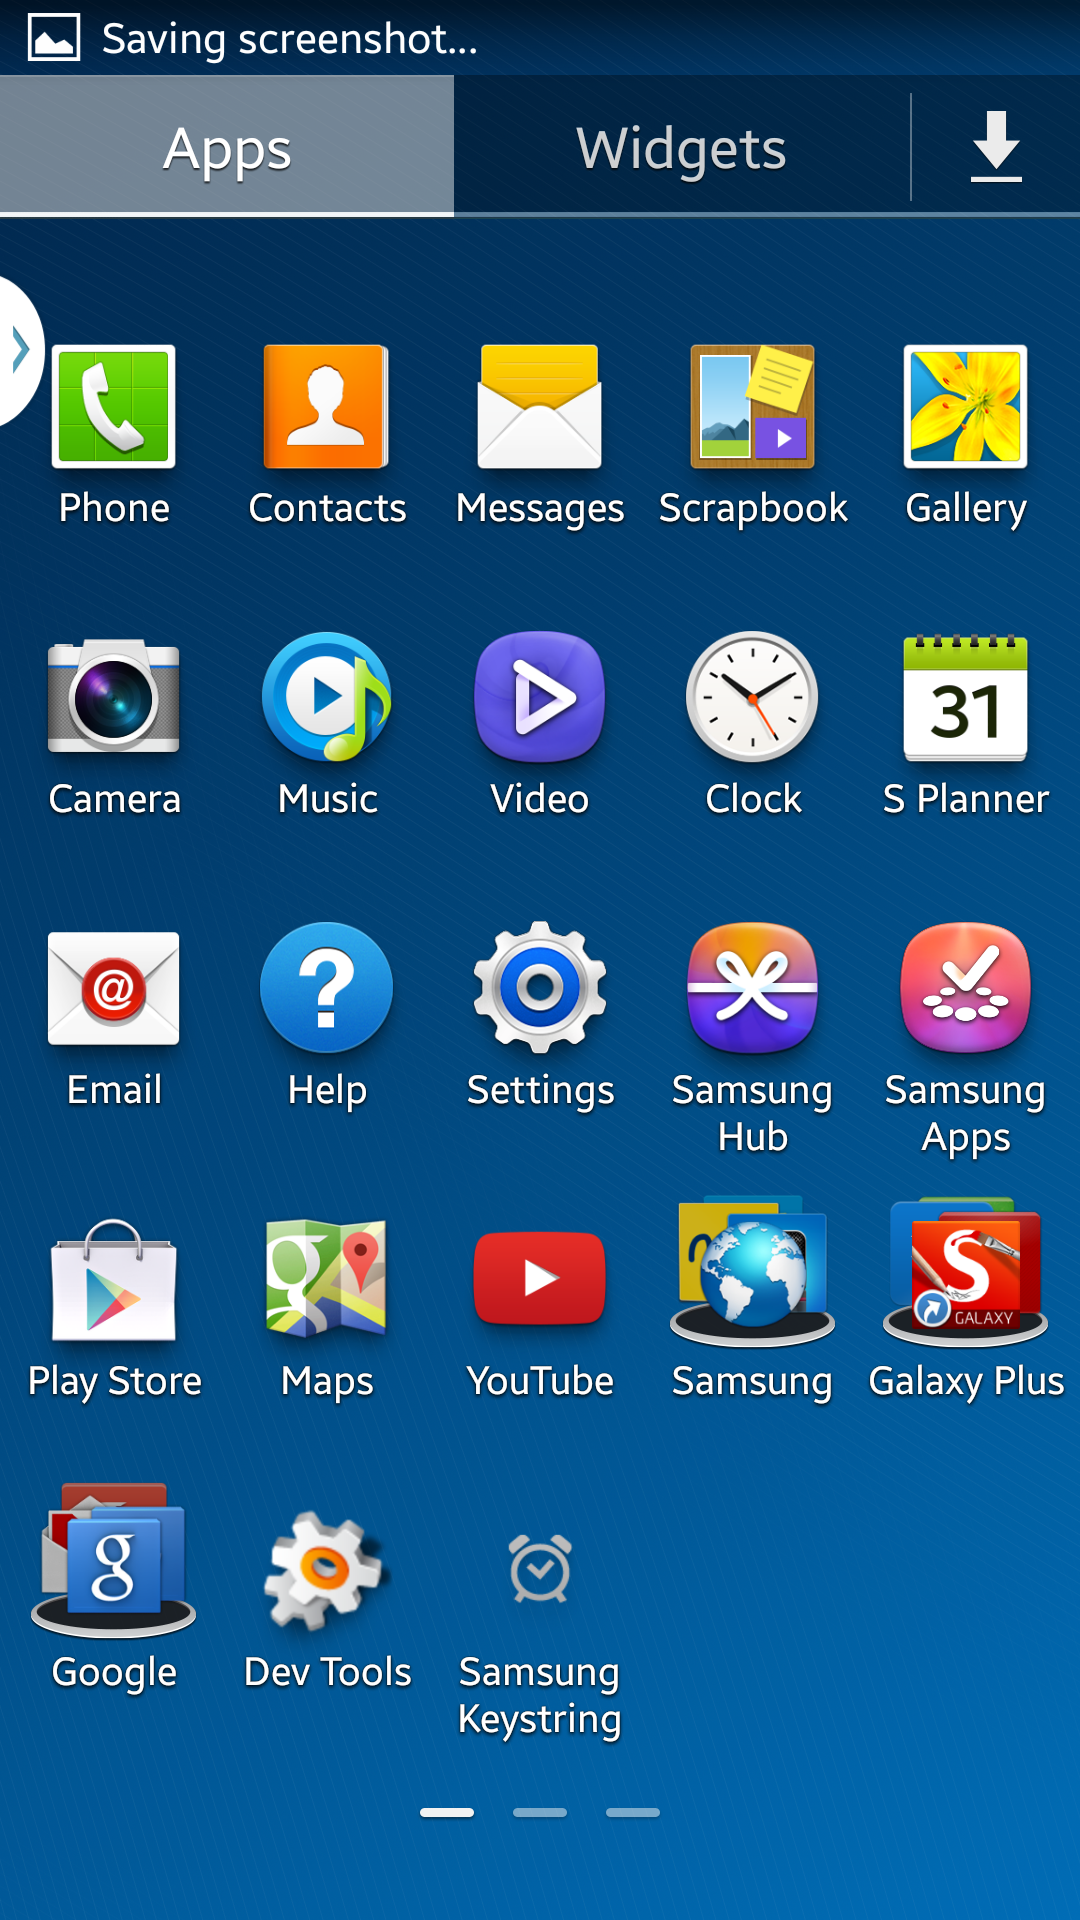 Saving screenshot...
Apps Widgets
Phone Contacts Messages Scrapbook Gallery
31
Camera Music Video Clock S Planner
@ ?
Email Help Settings Samsung Hub Samsung Apps
g S GALAXY
Play Store Maps YouTube Samsung Galaxy Plus
g
Google Dev Tools Samsung Keystring